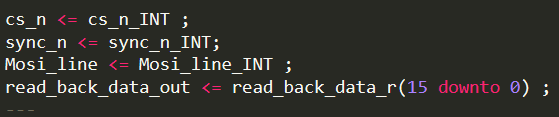 cs_n <= cs_n_INT ;
sync_n <= sync_n_INT;
Mosi_line <= Mosi_line_INT ;
read_back_data_out <= read_back_data_r(15 downto 0) ;
---